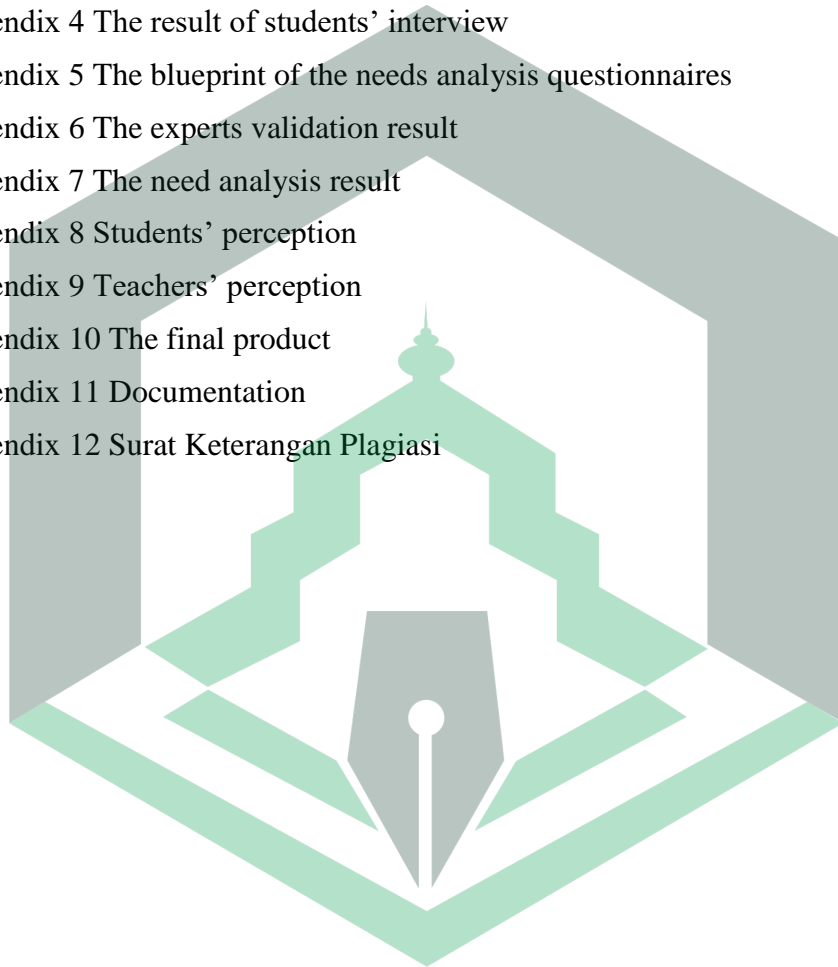 endix 4 The result of students’ interview
endix 5 The blueprint of the needs analysis questionnaires
endix 6 The experts validation result
endix 7 The need analysis result
endix 8 Students’ perception
endix 9 Teachers’ perception
endix 10 The final product
endix 11 Documentation
endix 12 Surat Keterangan Plagiasi